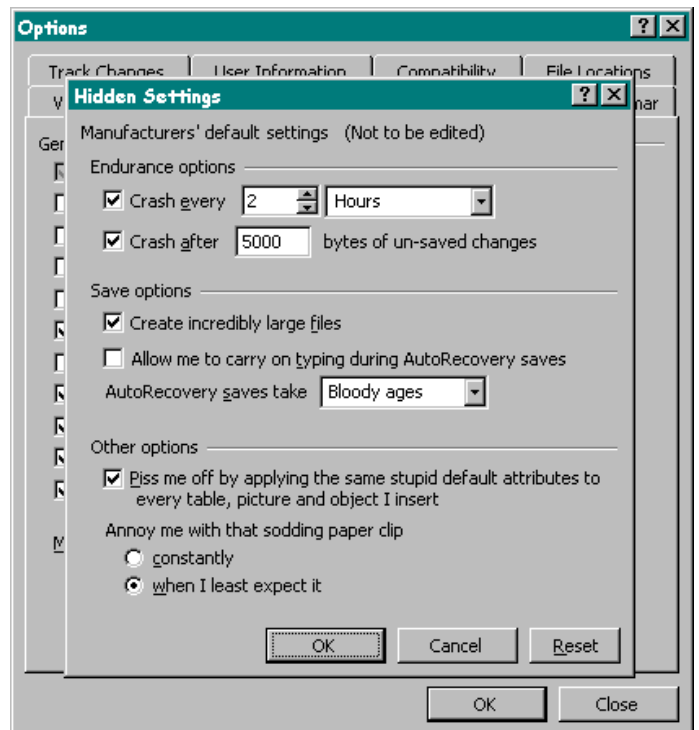 Options
Track Changes User Information Compatibility File Locations
Hidden Settings
Manufacturers' default settings (Not to be edited)
Endurance options
Crash every 2 Hours
Crash after 5000 bytes of un-saved changes
Save options
Create incredibly large files
Allow me to carry on typing during AutoRecovery saves
AutoRecovery saves take Bloody ages
Other options
Piss me off by applying the same stupid default attributes to
every table, picture and object I insert
Annoy me with that sodding paper clip
constantly
when I least expect it
OK Cancel Reset
OK Close